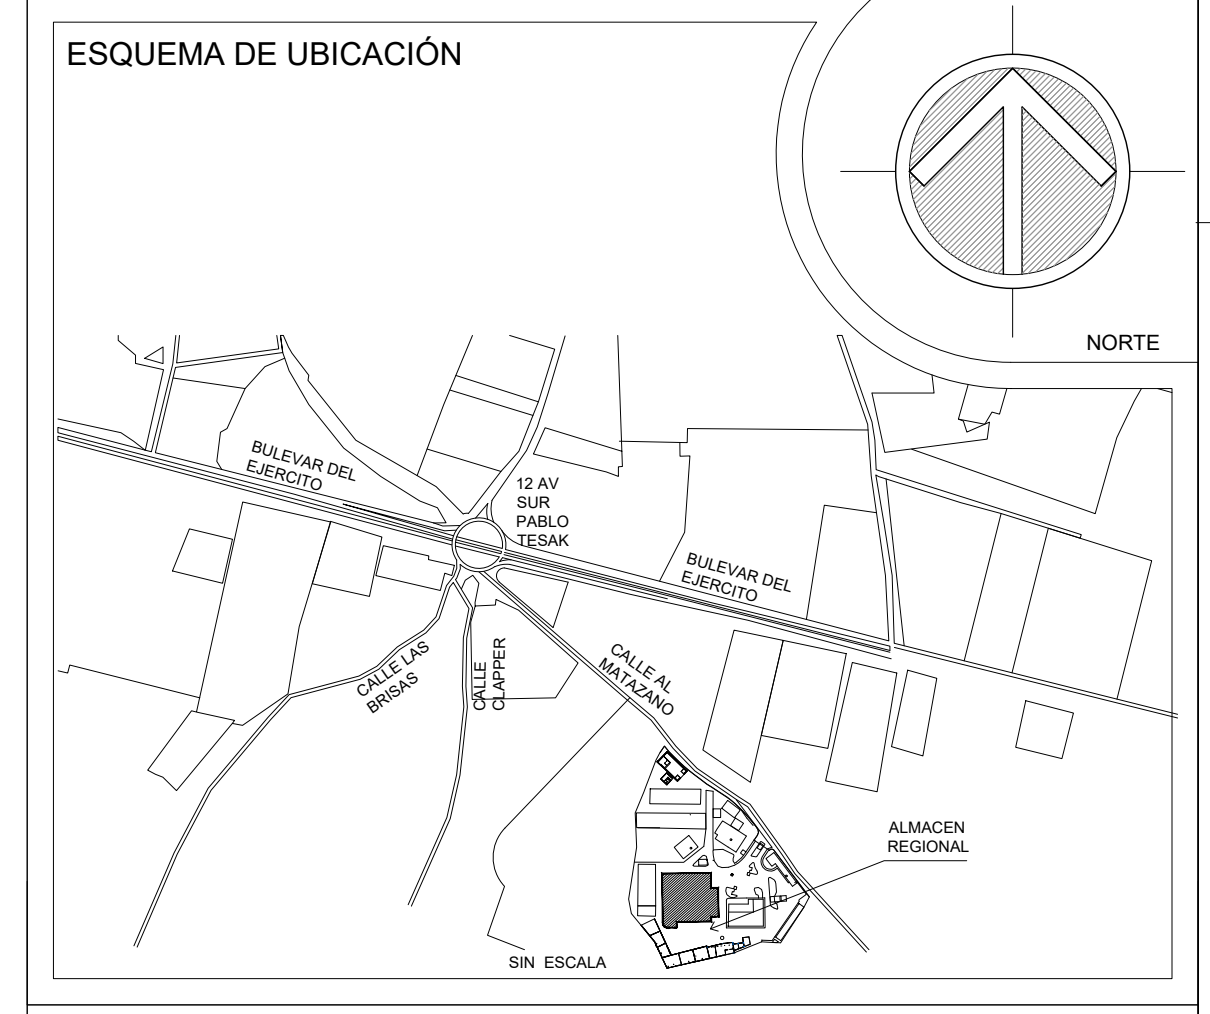 ESQUEMA DE UBICACIÓN
NORTE
BULEVAR DEL
EJERCITO
12 AV
SUR
PABLO
TESAK
BULEVAR DEL
EJERCITO
CALLE LAS
BRISAS
CALLE
CLAPPER
CALLE AL
MATAZANO
ALMACEN
REGIONAL
SIN ESCALA